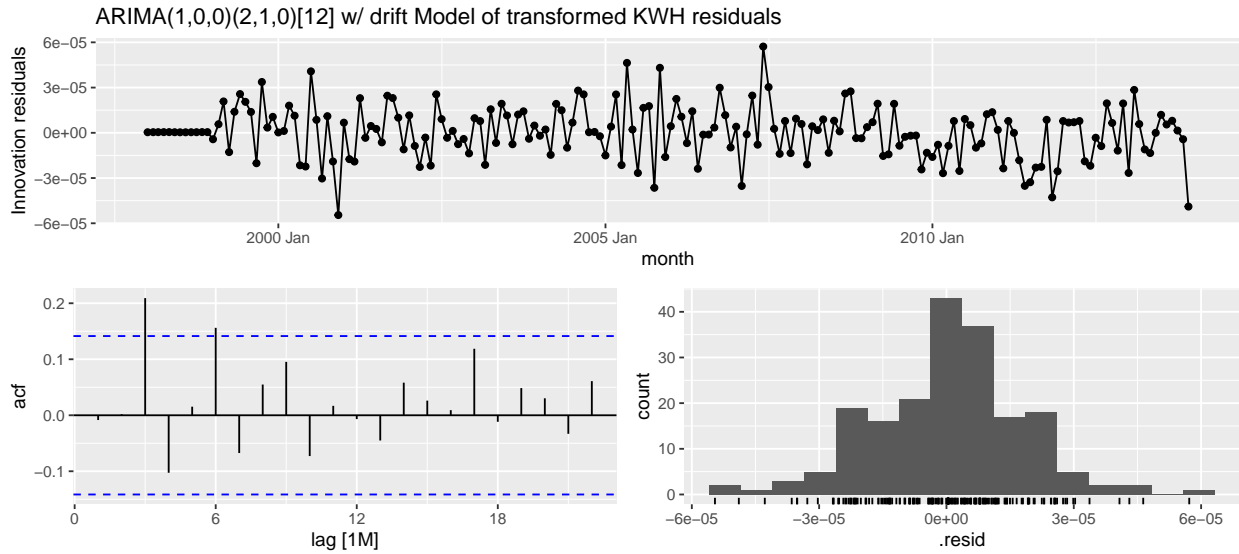 ARIMA(1,0,0)(2,1,0)[12] w/ drift Model of transformed KWH residuals
Innovation residuals
6e−05
3e−05
0e+00
−3e−05
−6e−05
2000 Jan
2005 Jan
2010 Jan
month
acf
0.2
0.1
0.0
−0.1
0
6
12
18
lag [1M]
count
40
30
20
10
0
−6e−05
−3e−05
0e+00
3e−05
6e−05
.resid